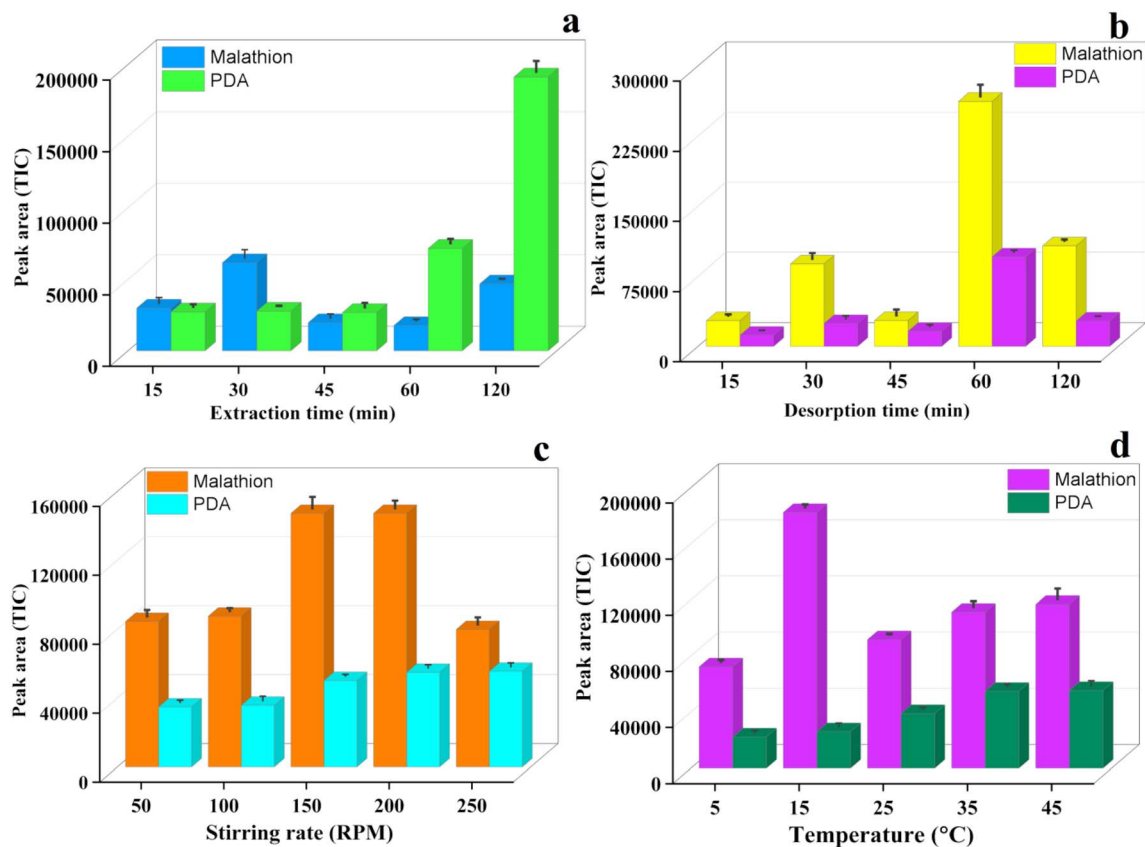 a
Malathion
PDA
Peak area (TIC)
200000
150000
100000
50000
0
15 30 45 60 120
Extraction time (min)
b
Malathion
PDA
Peak area (TIC)
300000
225000
150000
75000
0
15 30 45 60 120
Desorption time (min)
c
Malathion
PDA
Peak area (TIC)
160000
120000
80000
40000
0
50 100 150 200 250
Stirring rate (RPM)
d
Malathion
PDA
Peak area (TIC)
200000
160000
120000
80000
40000
0
5 15 25 35 45
Temperature (°C)